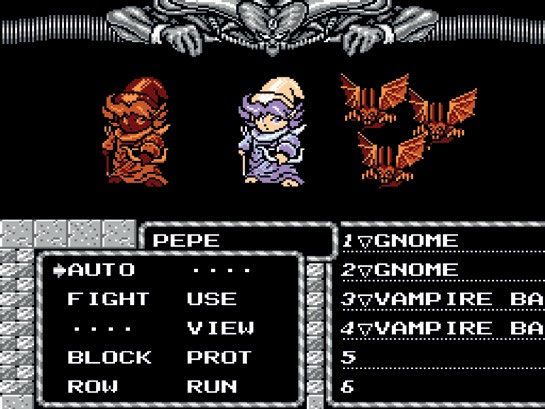 PEPE
AUTO ····
FIGHT USE
···· VIEW
BLOCK PROT
ROW RUN
1▽GNOME
2▽GNOME
3▽VAMPIRE BA
4▽VAMPIRE BA
5
6